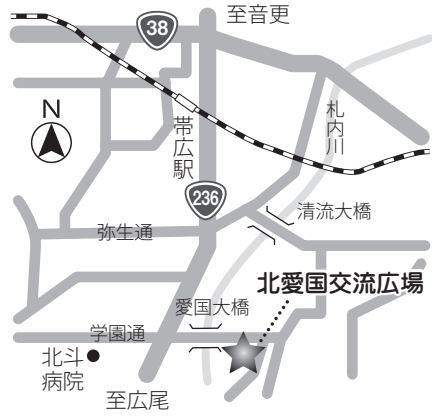 至音更
38
N
帯広駅
札内川
236
清流大橋
弥生通
北愛国交流広場
愛国大橋
学園通
北斗
病院
至広尾